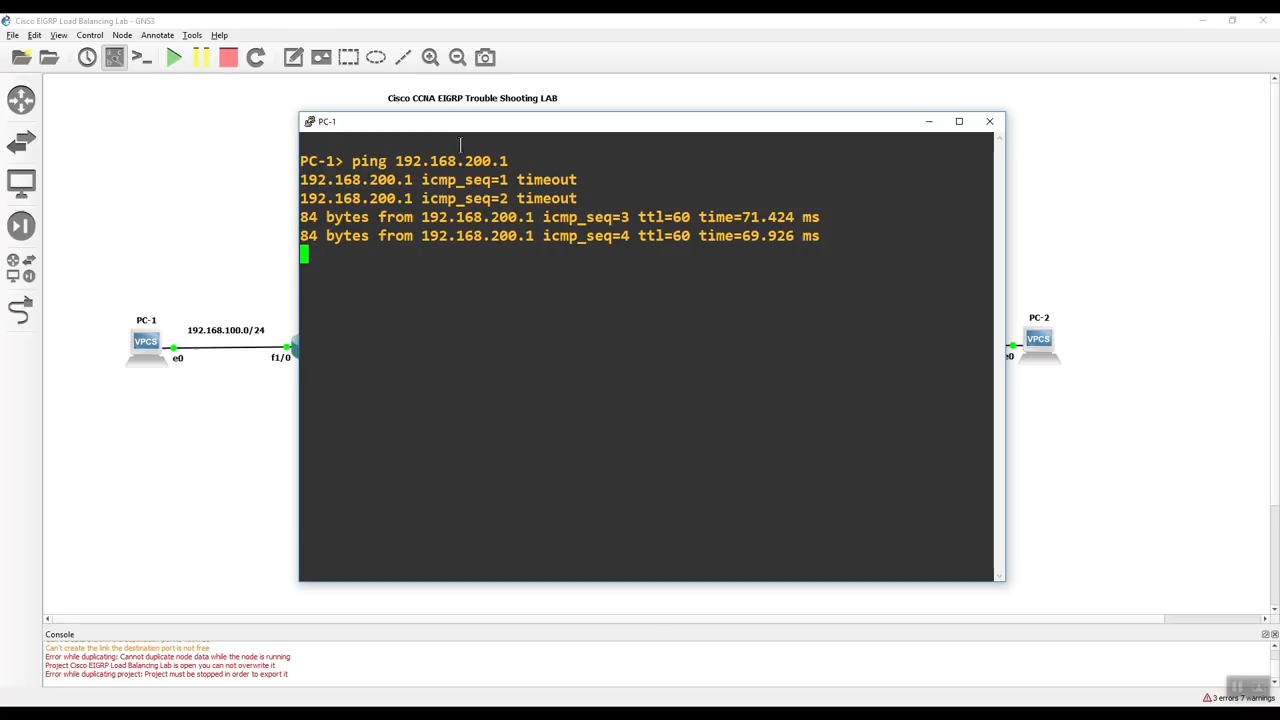 Cisco EIGRP Load Balancing Lab - GNS3
File Edit View Control Node Annotate Tools Help
Cisco CCNA EIGRP Trouble Shooting LAB
PC-1
PC-1> ping 192.168.200.1
192.168.200.1 icmp_seq=1 timeout
192.168.200.1 icmp_seq=2 timeout
84 bytes from 192.168.200.1 icmp_seq=3 ttl=60 time=71.424 ms
84 bytes from 192.168.200.1 icmp_seq=4 ttl=60 time=69.926 ms
PC-1
192.168.100.0/24
VPCS
e0
f1/0
PC-2
VPCS
e0
Console
Can't create the link the destination port is not free
Error while duplicating: Cannot duplicate node data while the node is running
Project Cisco EIGRP Load Balancing Lab is open you can not overwrite it
Error while duplicating project: Project must be stopped in order to export it
3 errors 7 warnings